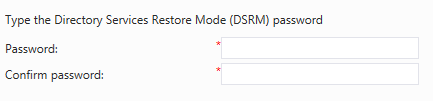 Type the Directory Services Restore Mode (DSRM) password
Password: *
Confirm password: *